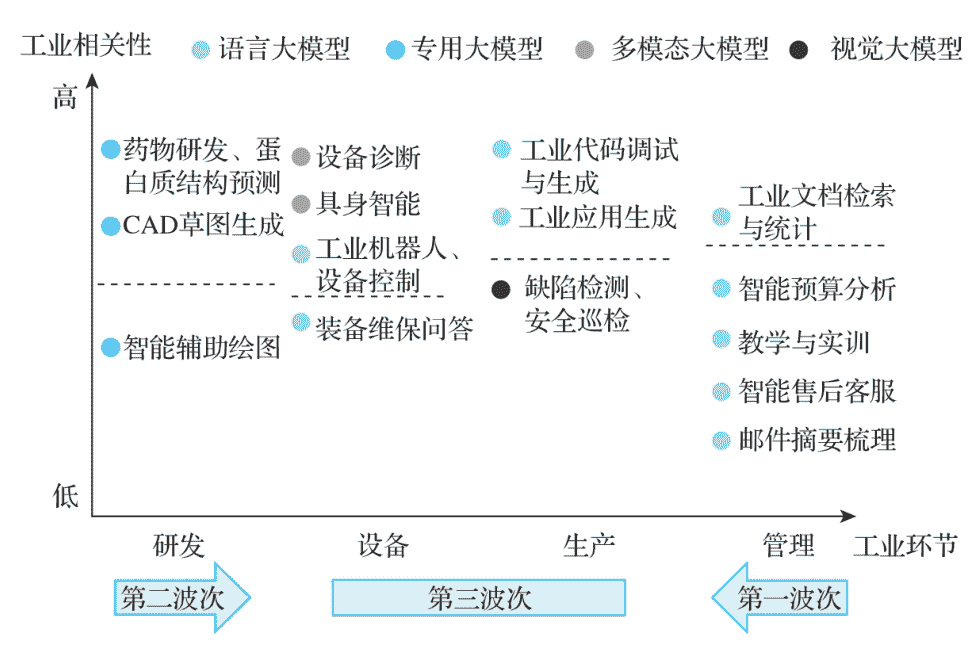 工业相关性
语言大模型
专用大模型
多模态大模型
视觉大模型
高
药物研发、蛋
白质结构预测
CAD草图生成
智能辅助绘图
设备诊断
具身智能
工业机器人、
设备控制
装备维保问答
工业代码调试
与生成
工业应用生成
缺陷检测、
安全巡检
工业文档检索
与统计
智能预算分析
教学与实训
智能售后客服
邮件摘要梳理
低
研发
设备
生产
管理
工业环节
第二波次
第三波次
第一波次